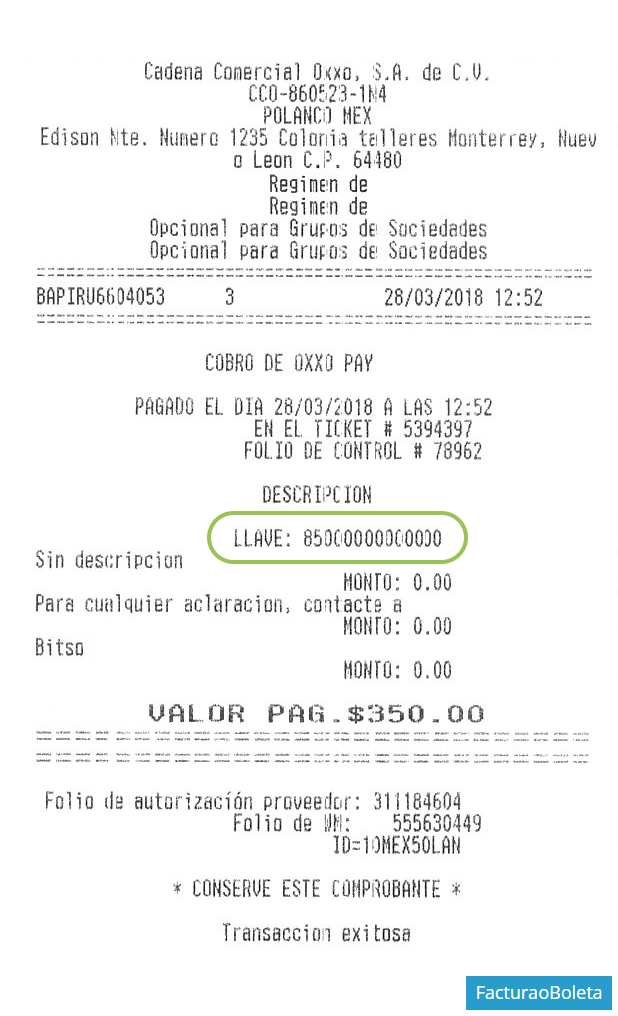 Cadena Comercial Oxxo, S.A. de C.V.
CCO-860523-1N4
POLANCO MEX
Edison Nte. Numero 1235 Colonia talleres Monterrey, Nuev
o Leon C.P. 64480
Regimen de
Regimen de
Opcional para Grupos de Sociedades
Opcional para Grupos de Sociedades
BAPIRU6604053 3 28/03/2018 12:52
COBRO DE OXXO PAY
PAGADO EL DIA 28/03/2018 A LAS 12:52
EN EL TICKET # 5394397
FOLIO DE CONTROL # 78962
DESCRIPCION
LLAVE: 85000000000000
Sin descripcion
MONTO: 0.00
Para cualquier aclaracion, contacte a
MONTO: 0.00
Bitso
MONTO: 0.00
VALOR PAG.$350.00
Folio de autorización proveedor: 311184604
Folio de WM: 555630449
ID=10MEX50LAN
* CONSERVE ESTE COMPROBANTE *
Transaccion exitosa
FacturaoBoleta